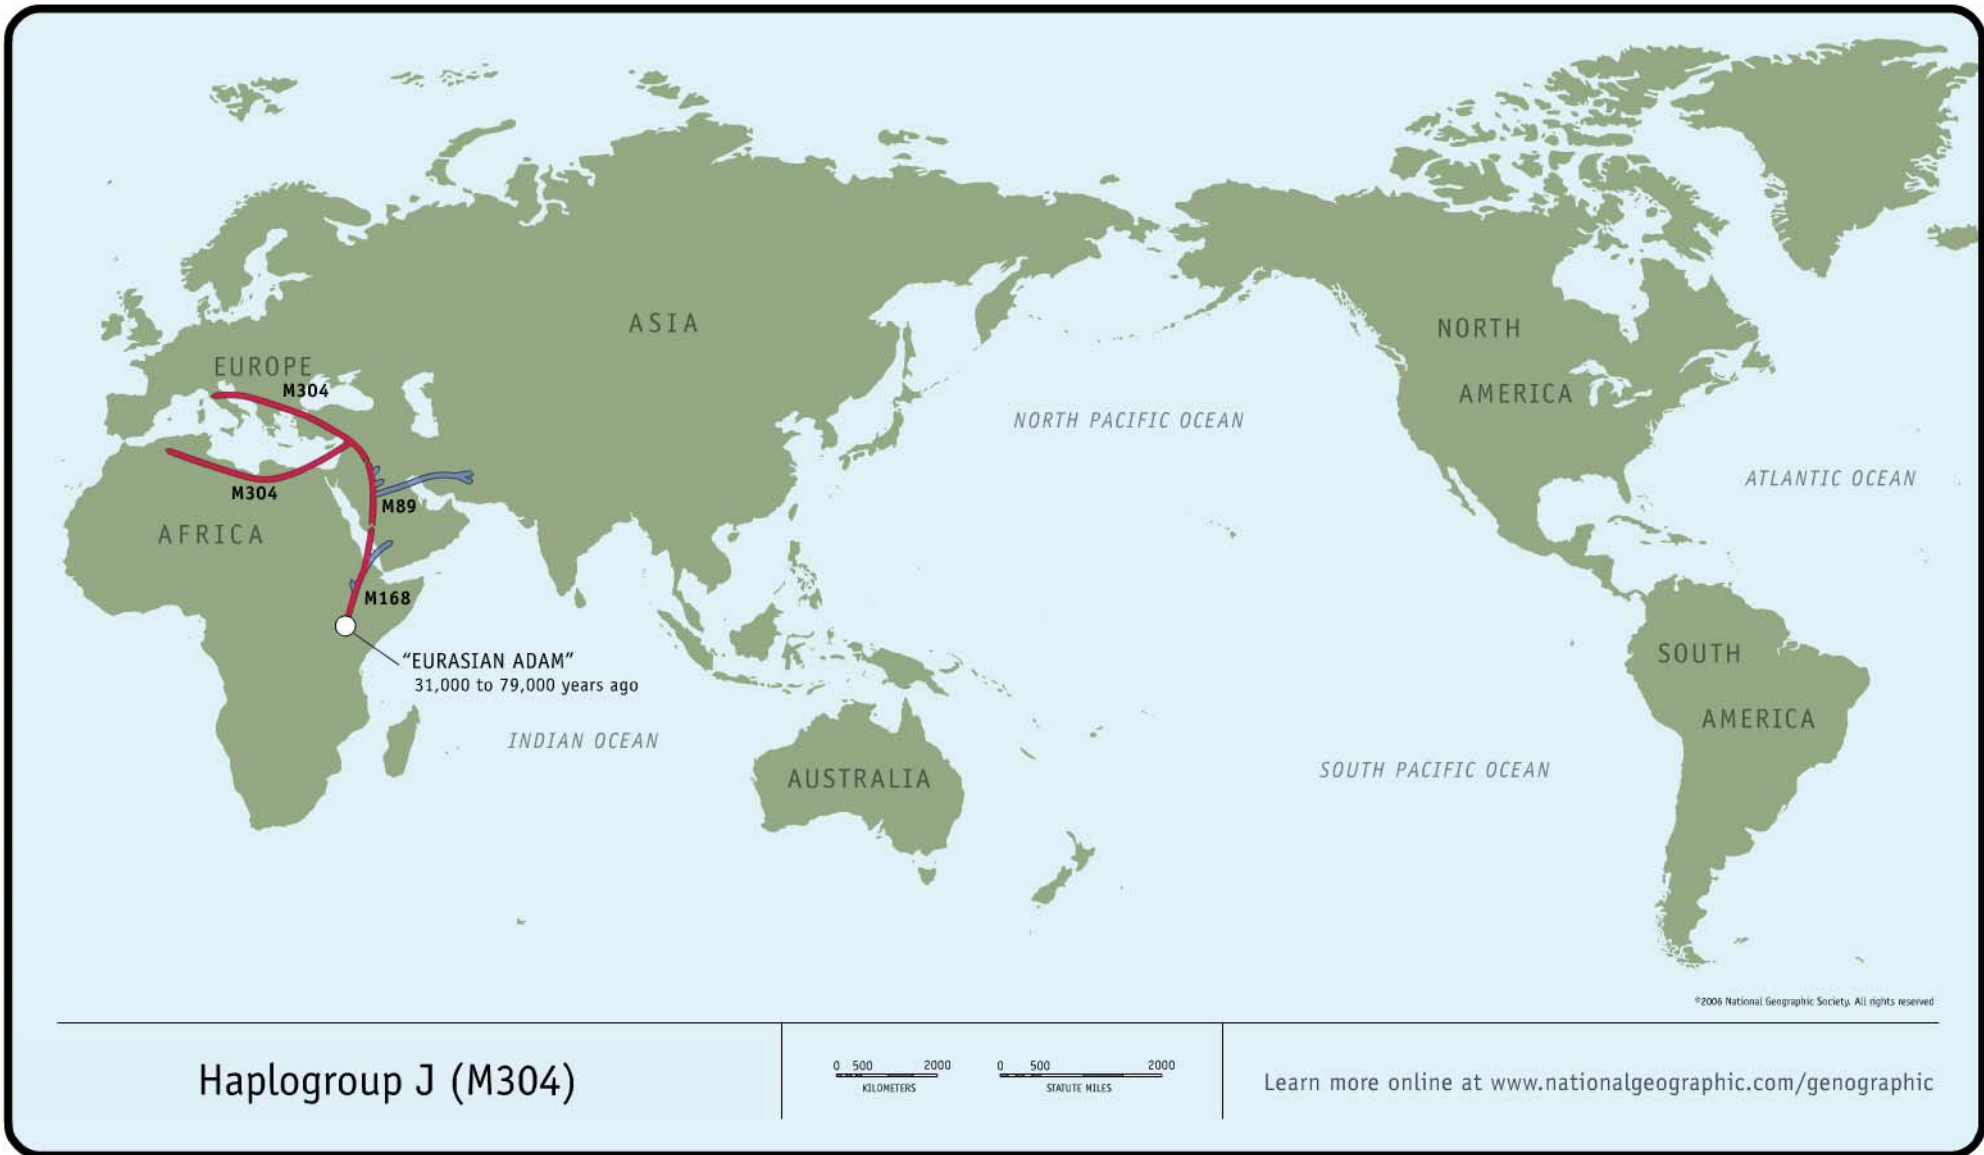 ASIA
NORTH
EUROPE
M304
AMERICA
NORTH PACIFIC OCEAN
ATLANTIC OCEAN
M304
M89
AFRICA
M168
“EURASIAN ADAM”
31,000 to 79,000 years ago
SOUTH
AMERICA
INDIAN OCEAN
SOUTH PACIFIC OCEAN
AUSTRALIA
©2006 National Geographic Society. All rights reserved
Haplogroup J (M304)
0 500 2000
KILOMETERS
0 500 2000
STATUTE MILES
Learn more online at www.nationalgeographic.com/genographic